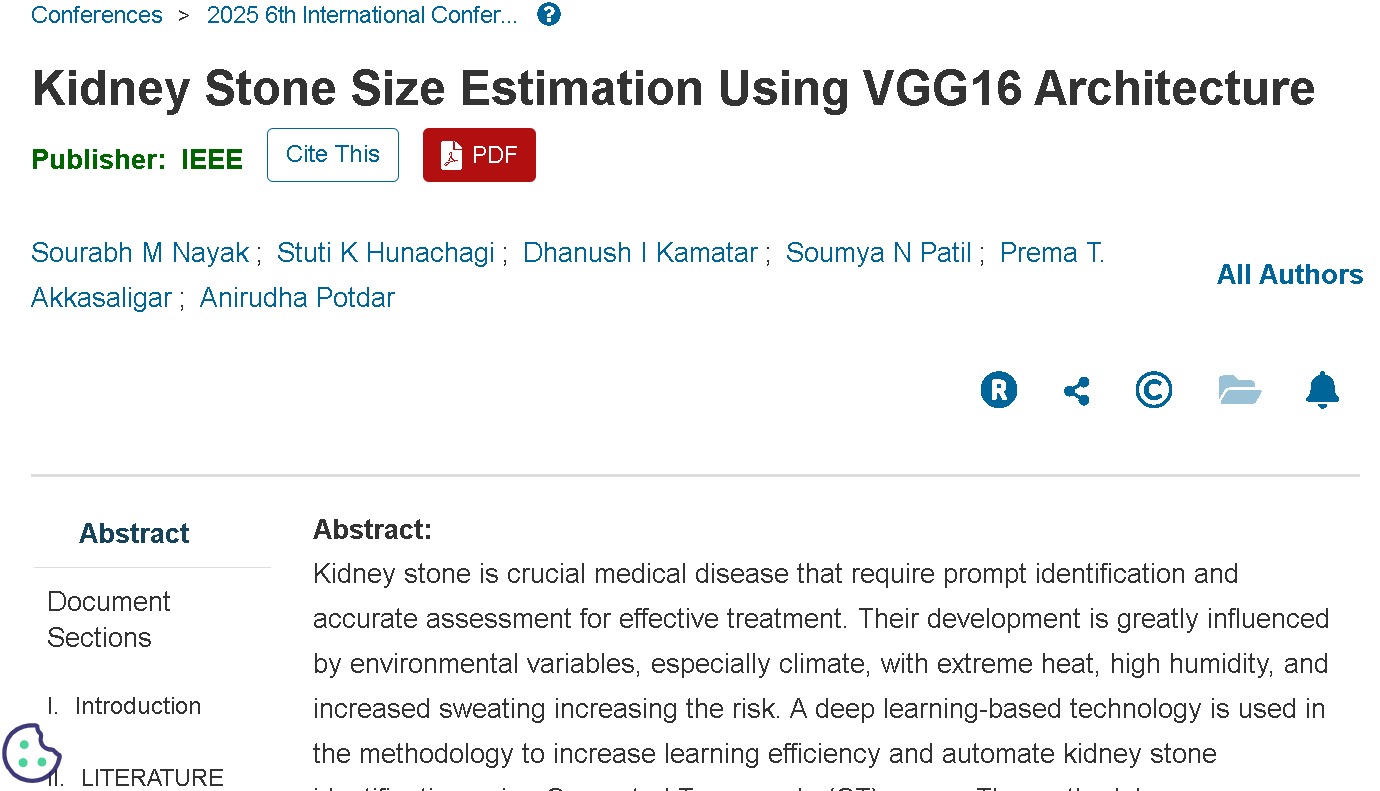 Conferences > 2025 6th International Confer... ?
Kidney Stone Size Estimation Using VGG16 Architecture
Publisher: IEEE Cite This PDF
Sourabh M Nayak ; Stuti K Hunachagi ; Dhanush I Kamatar ; Soumya N Patil ; Prema T.
Akkasaligar ; Anirudha Potdar
All Authors
R ©
Abstract
Document
Sections
I. Introduction
II. LITERATURE
Abstract:
Kidney stone is crucial medical disease that require prompt identification and
accurate assessment for effective treatment. Their development is greatly influenced
by environmental variables, especially climate, with extreme heat, high humidity, and
increased sweating increasing the risk. A deep learning-based technology is used in
the methodology to increase learning efficiency and automate kidney stone